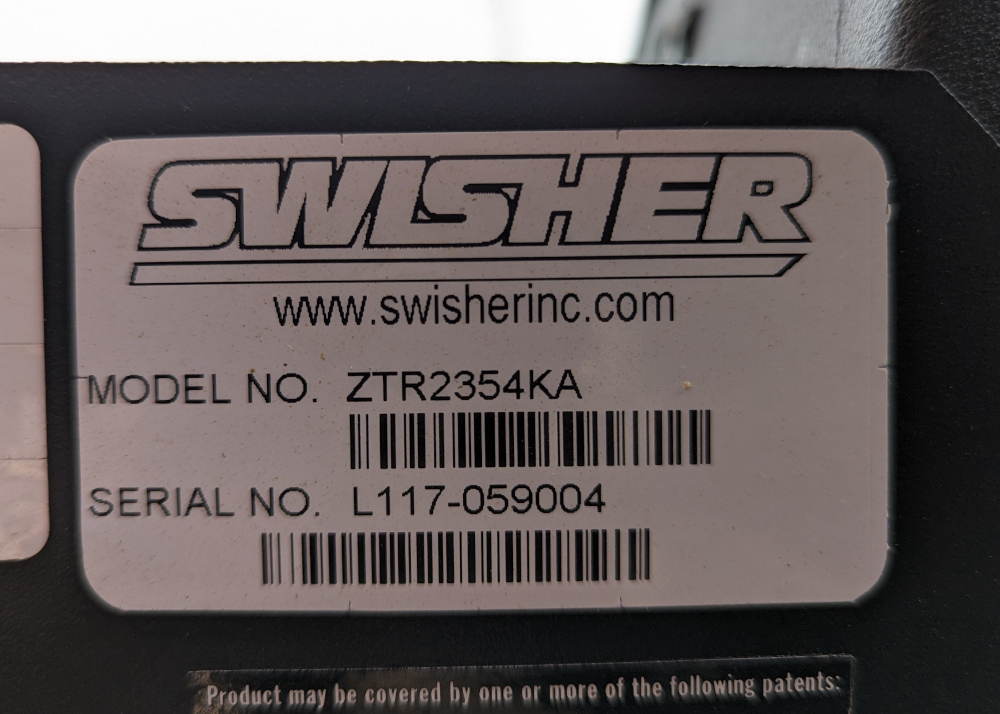 SWISHER
www.swisherinc.com
MODEL NO. ZTR2354KA
SERIAL NO. L117-059004
Product may be covered by one or more of the following patents: